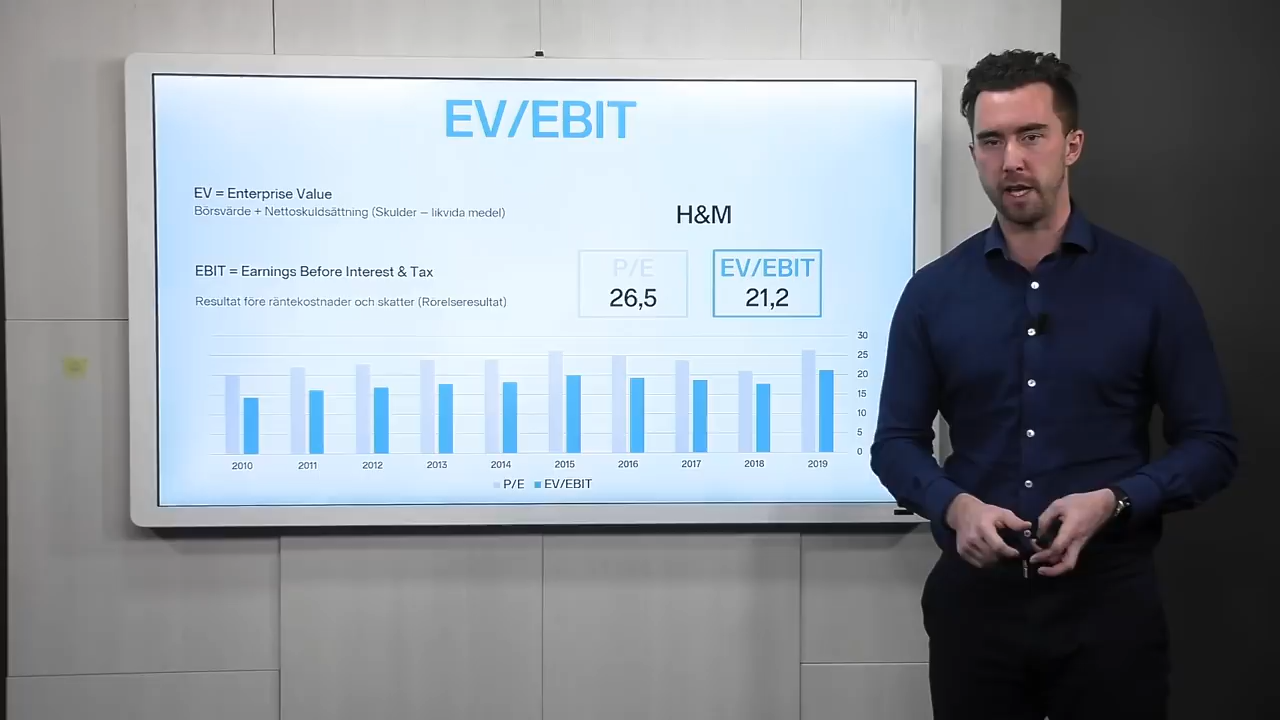 EV/EBIT
EV = Enterprise Value
Börsvärde + Nettoskuldsättning (Skulder – likvida medel)
H&M
EBIT = Earnings Before Interest & Tax
Resultat före räntekostnader och skatter (Rörelseresultat)
P/E
26,5
EV/EBIT
21,2
30
25
20
15
10
5
0
2010 2011 2012 2013 2014 2015 2016 2017 2018 2019
P/E EV/EBIT